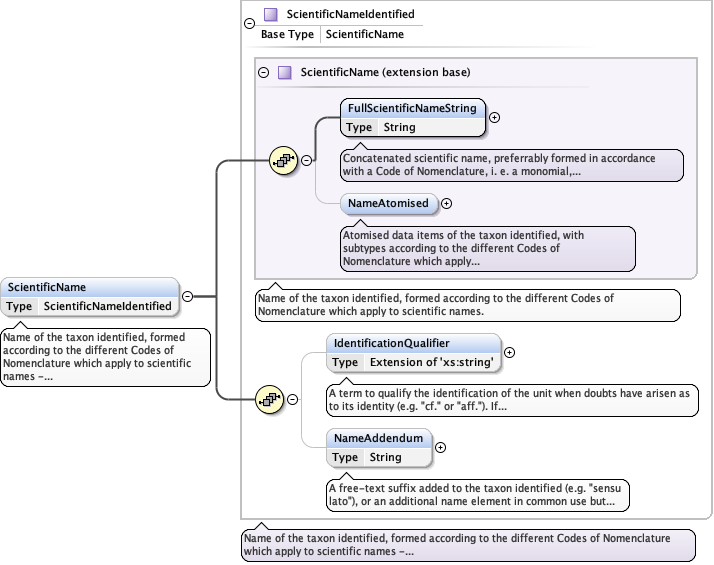 ScientificNameIdentified
Base Type ScientificName
ScientificName (extension base)
FullScientificNameString
Type String
Concatenated scientific name, preferrably formed in accordance
with a Code of Nomenclature, i. e. a monomial,...
NameAtomised
Atomised data items of the taxon identified, with
subtypes according to the different Codes of
Nomenclature which apply...
Name of the taxon identified, formed according to the different Codes of
Nomenclature which apply to scientific names.
ScientificName
Type ScientificNameIdentified
Name of the taxon identified, formed
according to the different Codes of
Nomenclature which apply to scientific
names -...
IdentificationQualifier
Type Extension of 'xs:string'
A term to qualify the identification of the unit when doubts have arisen as
to its identity (e.g. "cf." or "aff."). If...
NameAddendum
Type String
A free-text suffix added to the taxon identified (e.g. "sensu
lato"), or an additional name element in common use but...
Name of the taxon identified, formed according to the different Codes of Nomenclature
which apply to scientific names -...